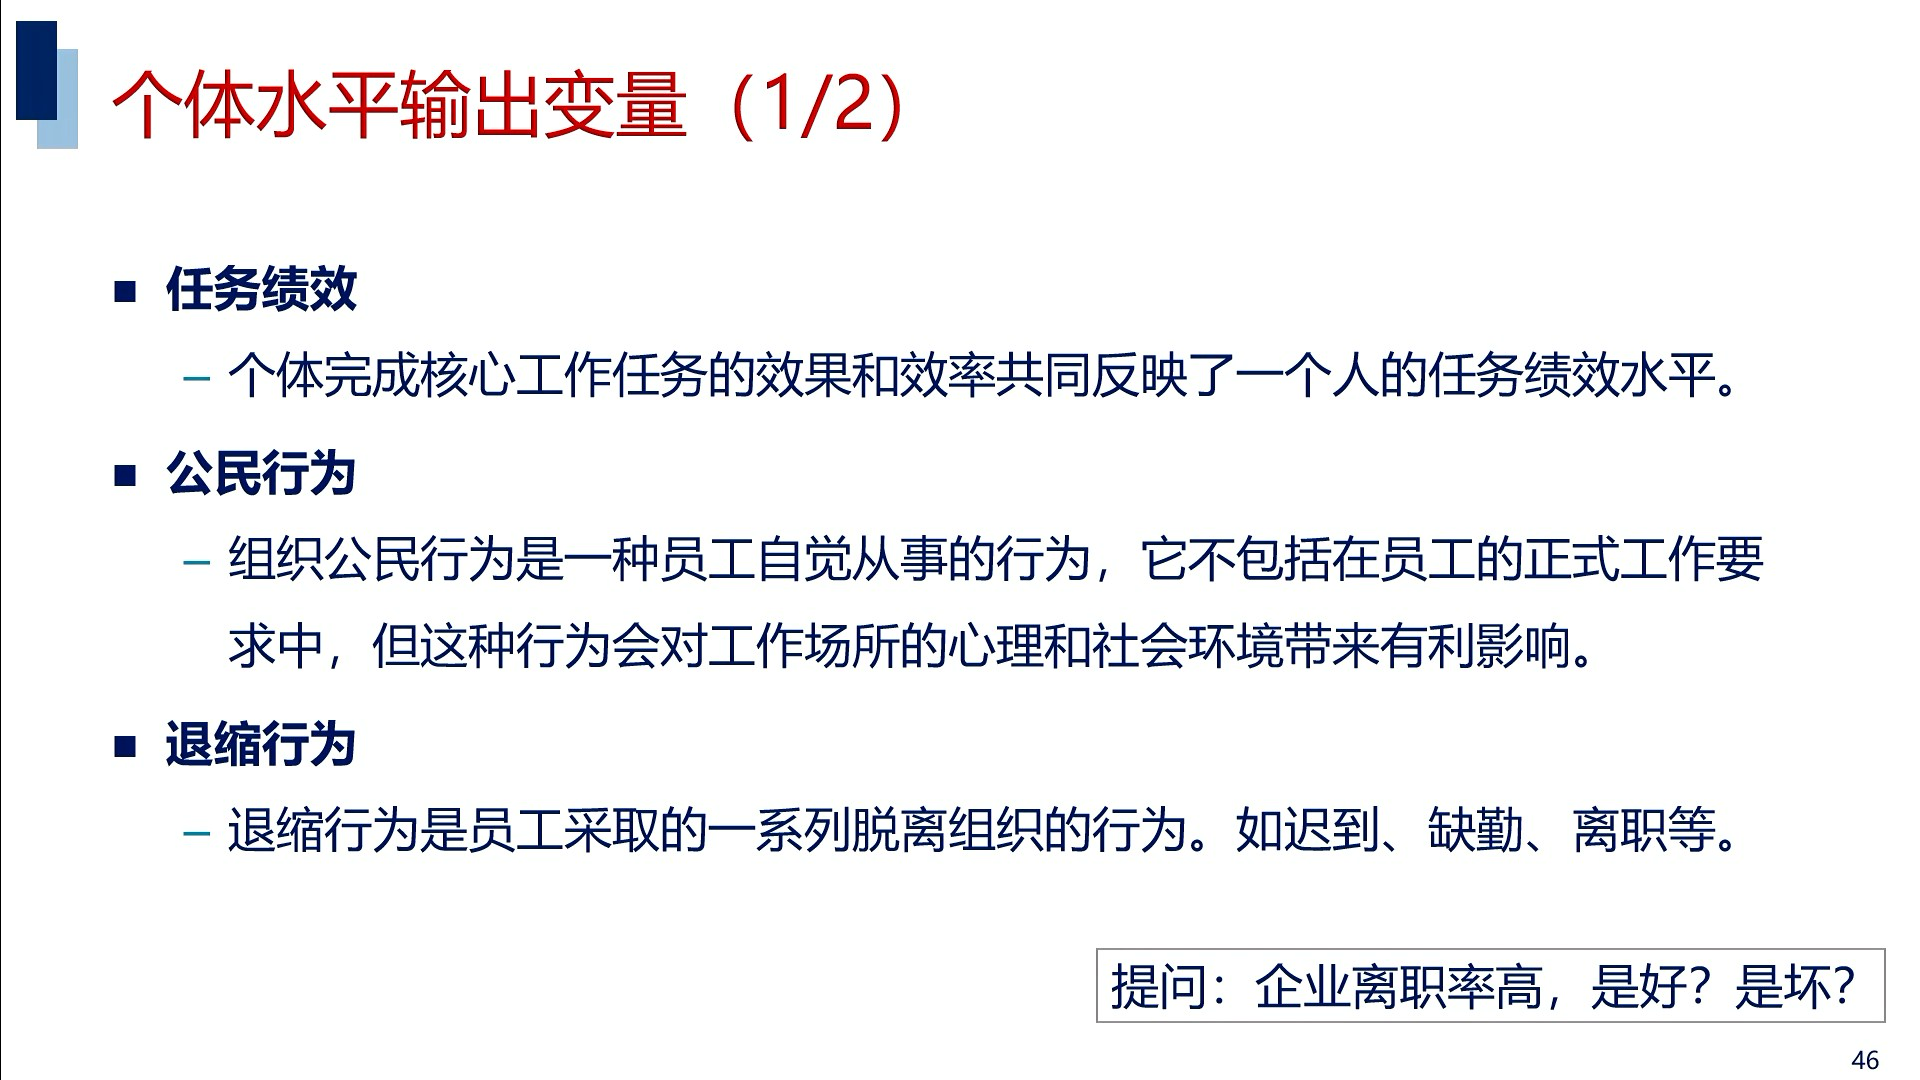 个体水平输出变量（1/2）
■ 任务绩效
– 个体完成核心工作任务的效果和效率共同反映了一个人的任务绩效水平。
■ 公民行为
– 组织公民行为是一种员工自觉从事的行为，它不包括在员工的正式工作要
求中，但这种行为会对工作场所的心理和社会环境带来有利影响。
■ 退缩行为
– 退缩行为是员工采取的一系列脱离组织的行为。如迟到、缺勤、离职等。
提问：企业离职率高，是好？是坏？
46